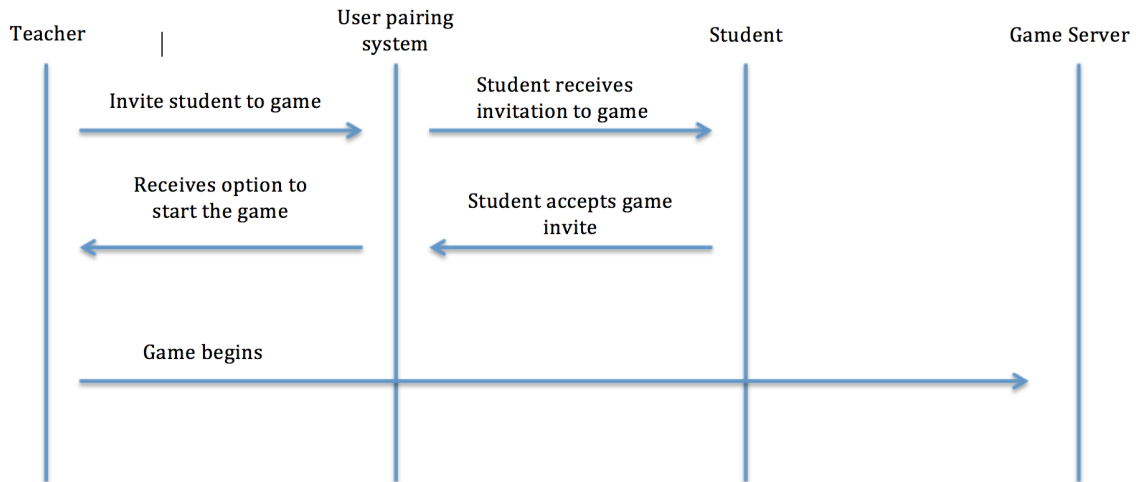 Teacher
User pairing
system
Student
Game Server
Invite student to game
Student receives
invitation to game
Receives option to
start the game
Student accepts game
invite
Game begins